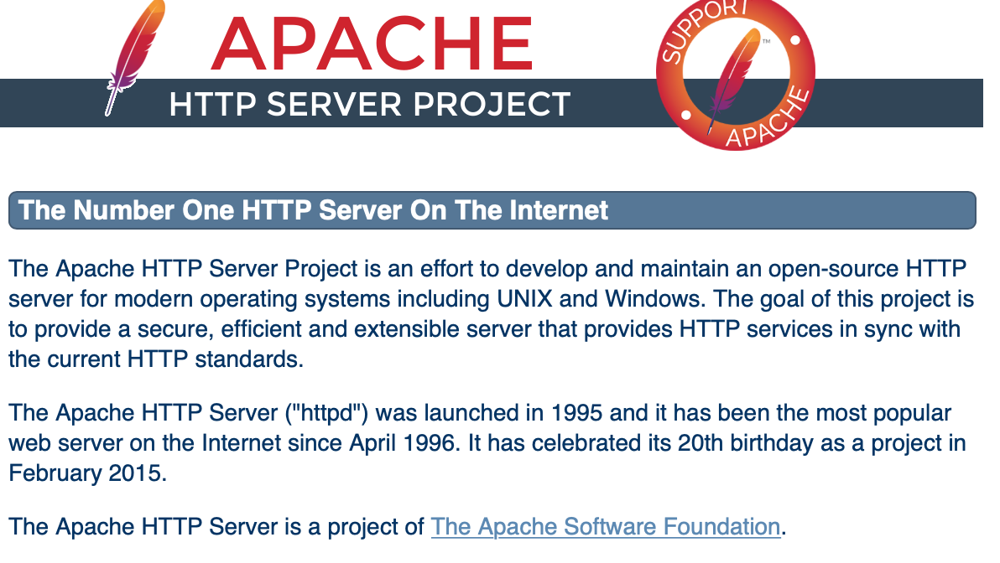 APACHE
HTTP SERVER PROJECT
SUPPORT
APACHE
TM
The Number One HTTP Server On The Internet
The Apache HTTP Server Project is an effort to develop and maintain an open-source HTTP
server for modern operating systems including UNIX and Windows. The goal of this project is
to provide a secure, efficient and extensible server that provides HTTP services in sync with
the current HTTP standards.
The Apache HTTP Server ("httpd") was launched in 1995 and it has been the most popular
web server on the Internet since April 1996. It has celebrated its 20th birthday as a project in
February 2015.
The Apache HTTP Server is a project of The Apache Software Foundation.